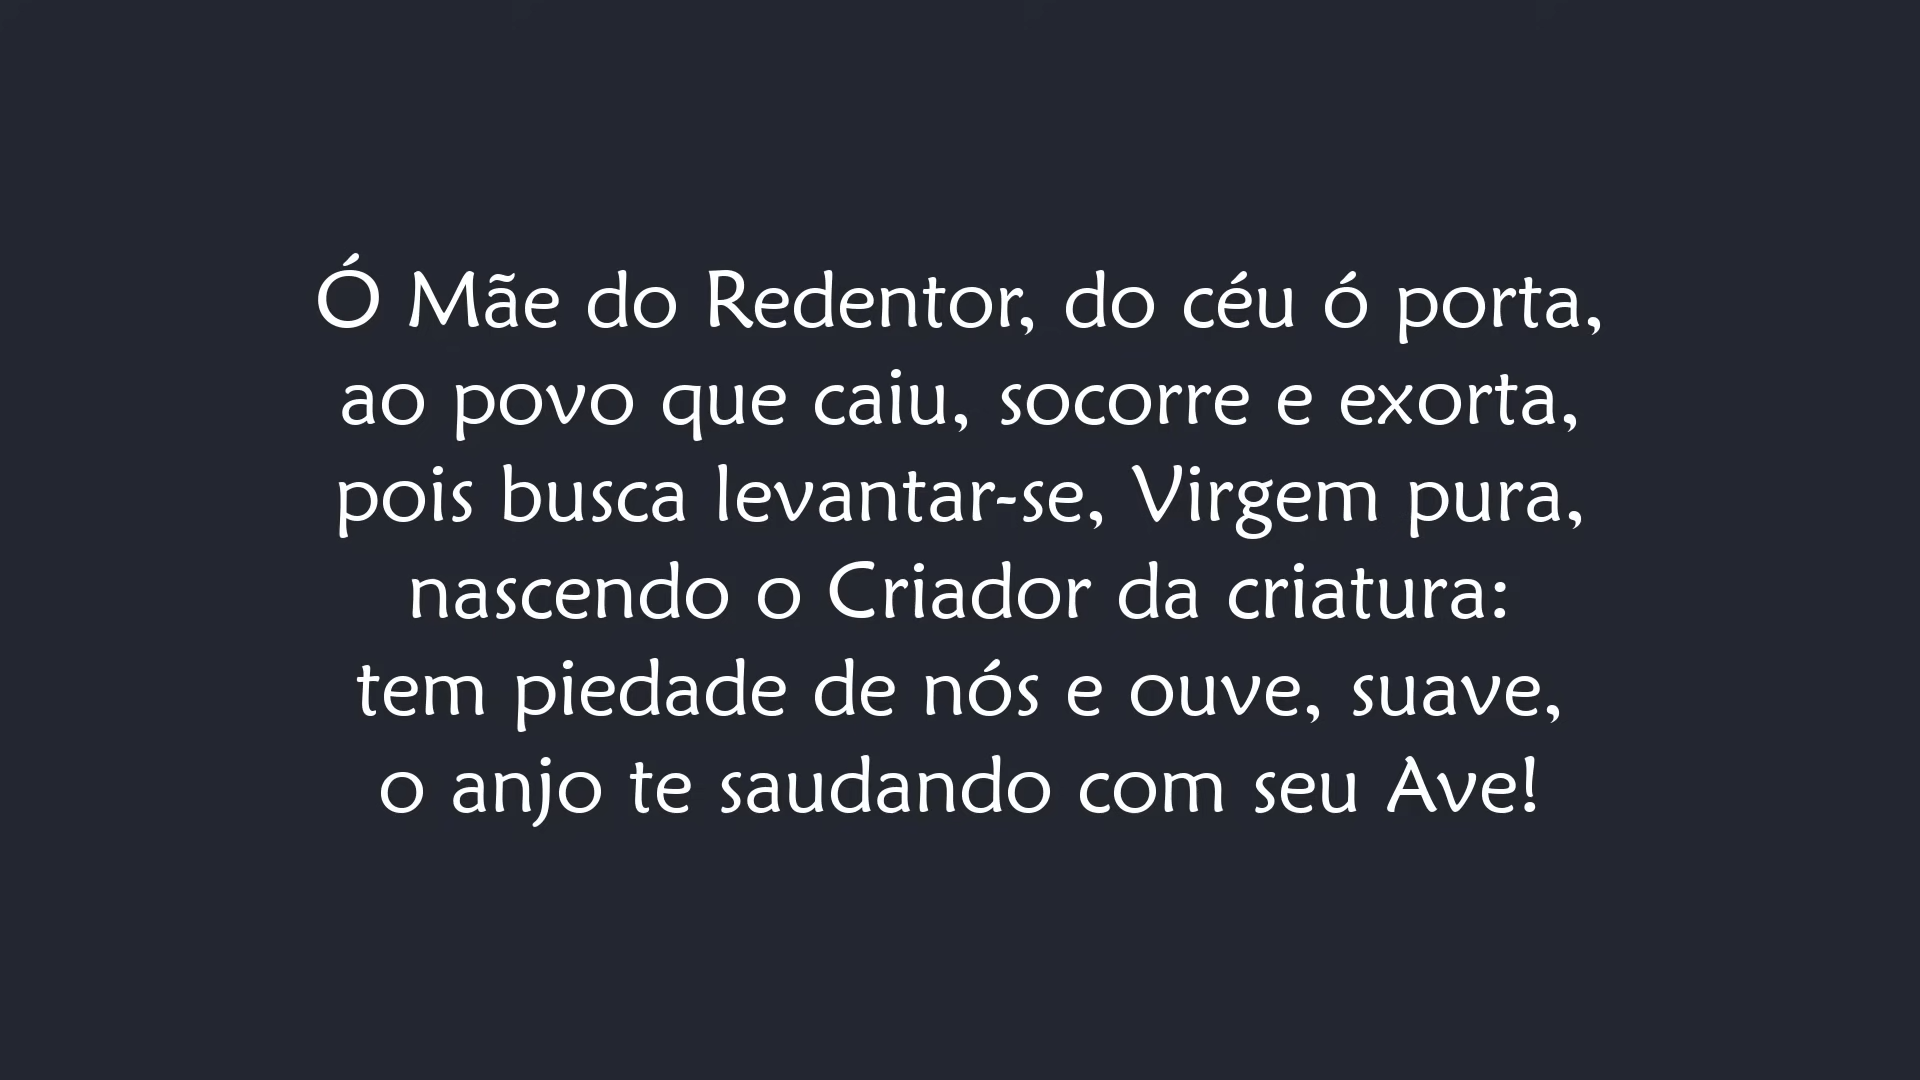 Ó Mãe do Redentor, do céu ó porta,
ao povo que caiu, socorre e exorta,
pois busca levantar-se, Virgem pura,
nascendo o Criador da criatura:
tem piedade de nós e ouve, suave,
o anjo te saudando com seu Ave!